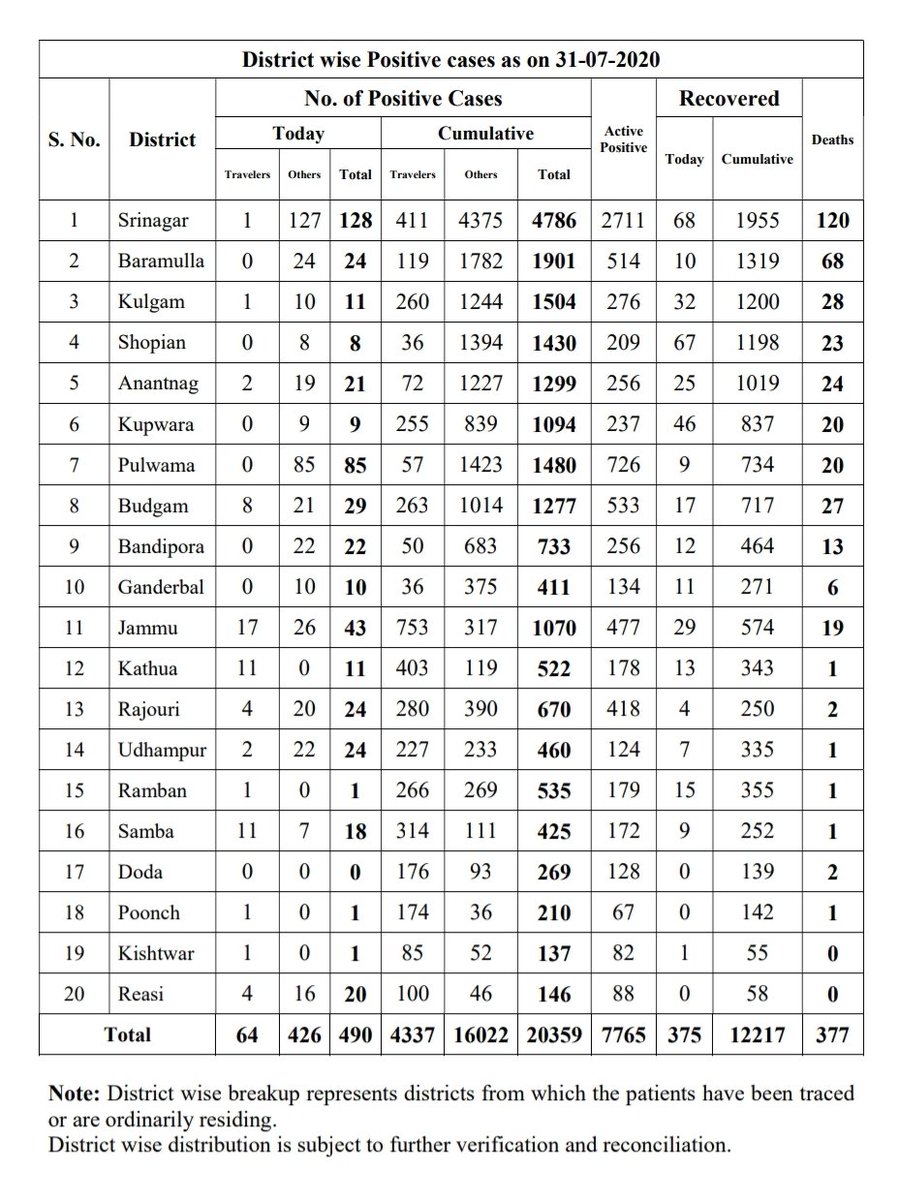 District wise Positive cases as on 31-07-2020
S. No. District No. of Positive Cases Active Positive Recovered Deaths
Today Cumulative Today Cumulative
Travelers Others Total Travelers Others Total
1 Srinagar 1 127 128 411 4375 4786 2711 68 1955 120
2 Baramulla 0 24 24 119 1782 1901 514 10 1319 68
3 Kulgam 1 10 11 260 1244 1504 276 32 1200 28
4 Shopian 0 8 8 36 1394 1430 209 67 1198 23
5 Anantnag 2 19 21 72 1227 1299 256 25 1019 24
6 Kupwara 0 9 9 255 839 1094 237 46 837 20
7 Pulwama 0 85 85 57 1423 1480 726 9 734 20
8 Budgam 8 21 29 263 1014 1277 533 17 717 27
9 Bandipora 0 22 22 50 683 733 256 12 464 13
10 Ganderbal 0 10 10 36 375 411 134 11 271 6
11 Jammu 17 26 43 753 317 1070 477 29 574 19
12 Kathua 11 0 11 403 119 522 178 13 343 1
13 Rajouri 4 20 24 280 390 670 418 4 250 2
14 Udhampur 2 22 24 227 233 460 124 7 335 1
15 Ramban 1 0 1 266 269 535 179 15 355 1
16 Samba 11 7 18 314 111 425 172 9 252 1
17 Doda 0 0 0 176 93 269 128 0 139 2
18 Poonch 1 0 1 174 36 210 67 0 142 1
19 Kishtwar 1 0 1 85 52 137 82 1 55 0
20 Reasi 4 16 20 100 46 146 88 0 58 0
Total 64 426 490 4337 16022 20359 7765 375 12217 377
Note: District wise breakup represents districts from which the patients have been traced
or are ordinarily residing.
District wise distribution is subject to further verification and reconciliation.